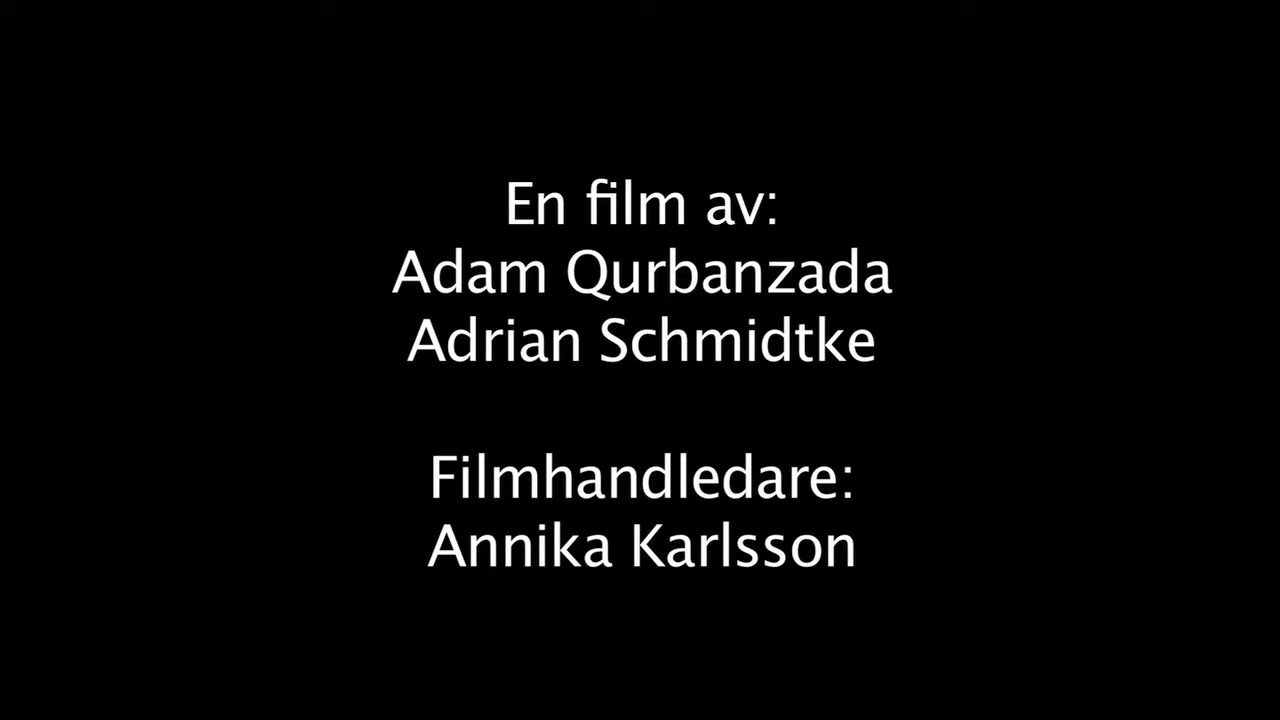 En film av:
Adam Qurbanzada
Adrian Schmidtke
Filmhandledare:
Annika Karlsson